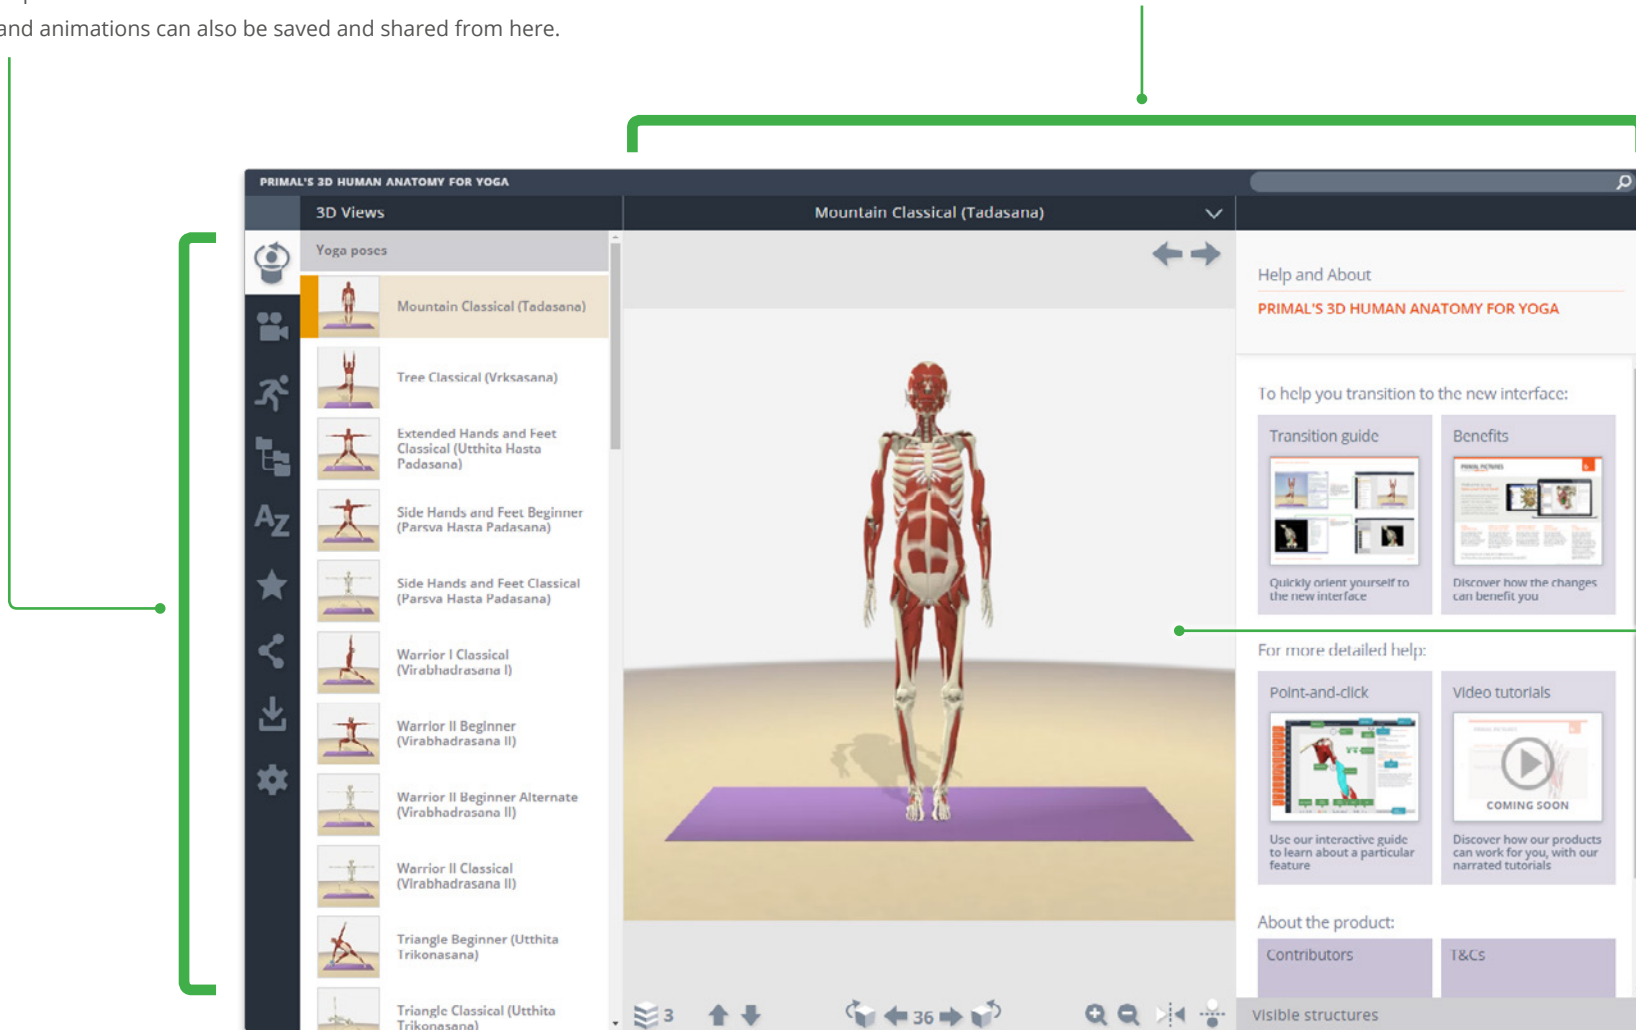 and animations can also be saved and shared from here.
PRIMAL'S 3D HUMAN ANATOMY FOR YOGA
3D Views
Mountain Classical (Tadasana)
Yoga poses
Mountain Classical (Tadasana)
Tree Classical (Vrksasana)
Extended Hands and Feet
Classical (Utthita Hasta
Padasana)
Side Hands and Feet Beginner
(Parsva Hasta Padasana)
Side Hands and Feet Classical
(Parsva Hasta Padasana)
Warrior I Classical
(Virabhadrasana I)
Warrior II Beginner
(Virabhadrasana II)
Warrior II Beginner Alternate
(Virabhadrasana II)
Warrior II Classical
(Virabhadrasana II)
Triangle Beginner (Utthita
Trikonasana)
Triangle Classical (Utthita
Trikonasana)
AZ
3
36
Help and About
PRIMAL'S 3D HUMAN ANATOMY FOR YOGA
To help you transition to the new interface:
Transition guide
Quickly orient yourself to
the new interface
Benefits
PRIMAL PICTURES
Discover how the changes
can benefit you
For more detailed help:
Point-and-click
Use our interactive guide
to learn about a particular
feature
Video tutorials
COMING SOON
Discover how our products
can work for you, with our
narrated tutorials
About the product:
Contributors
T&Cs
Visible structures